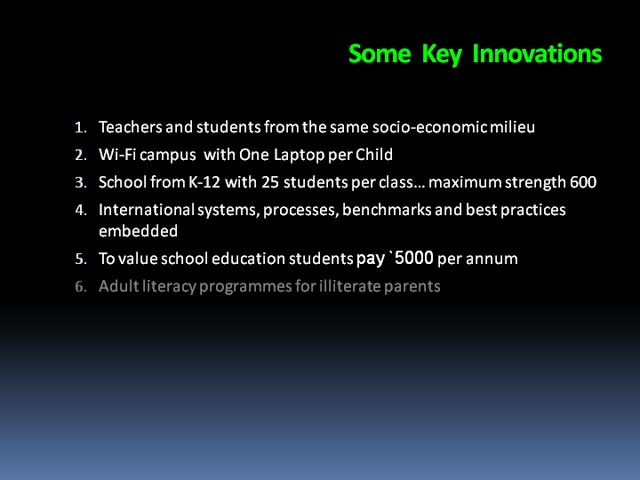 Some Key Innovations
1. Teachers and students from the same socio-economic milieu
2. Wi-Fi campus with One Laptop per Child
3. School from K-12 with 25 students per class... maximum strength 600
4. International systems, processes, benchmarks and best practices
embedded
5. To value school education students pay `5000 per annum
6. Adult literacy programmes for illiterate parents